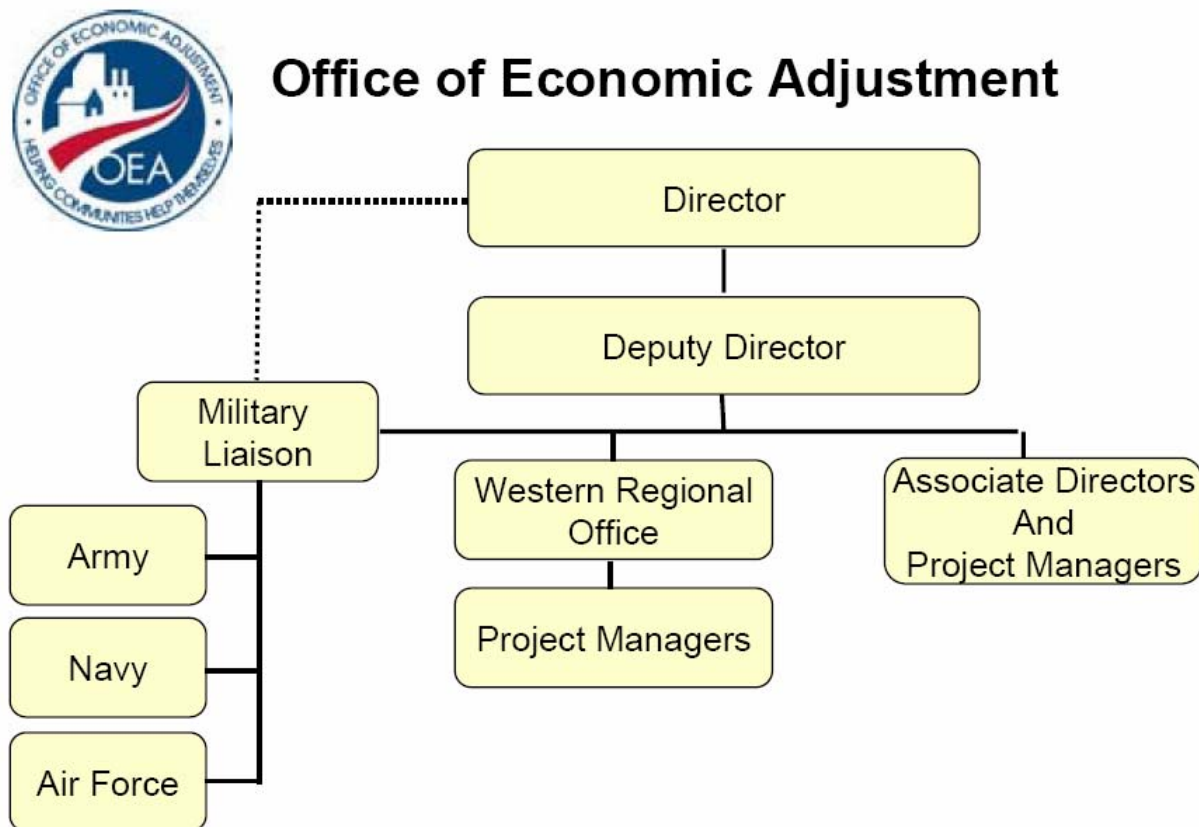 OFFICE OF ECONOMIC ADJUSTMENT
OEA
HELPING COMMUNITIES HELP THEMSELVES
Office of Economic Adjustment
Director
Deputy Director
Military
Liaison
Western Regional
Office
Associate Directors
And
Project Managers
Army
Project Managers
Navy
Air Force